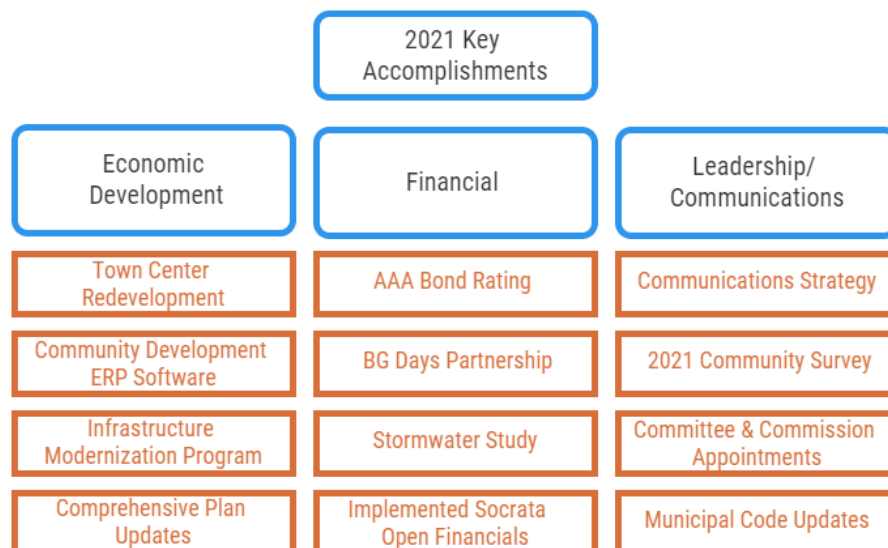 2021 Key
Accomplishments
Economic
Development
Financial
Leadership/
Communications
Town Center
Redevelopment
AAA Bond Rating
Communications Strategy
Community Development
ERP Software
BG Days Partnership
2021 Community Survey
Infrastructure
Modernization Program
Stormwater Study
Committee & Commission
Appointments
Comprehensive Plan
Updates
Implemented Socrata
Open Financials
Municipal Code Updates